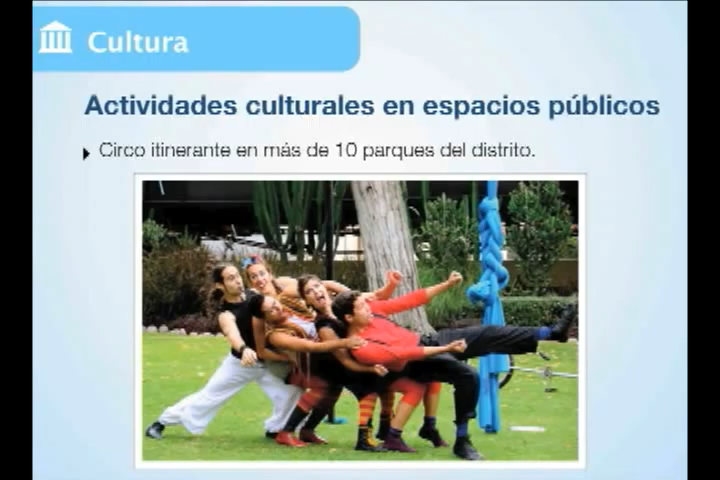 Cultura
Actividades culturales en espacios públicos
Circo itinerante en más de 10 parques del distrito.